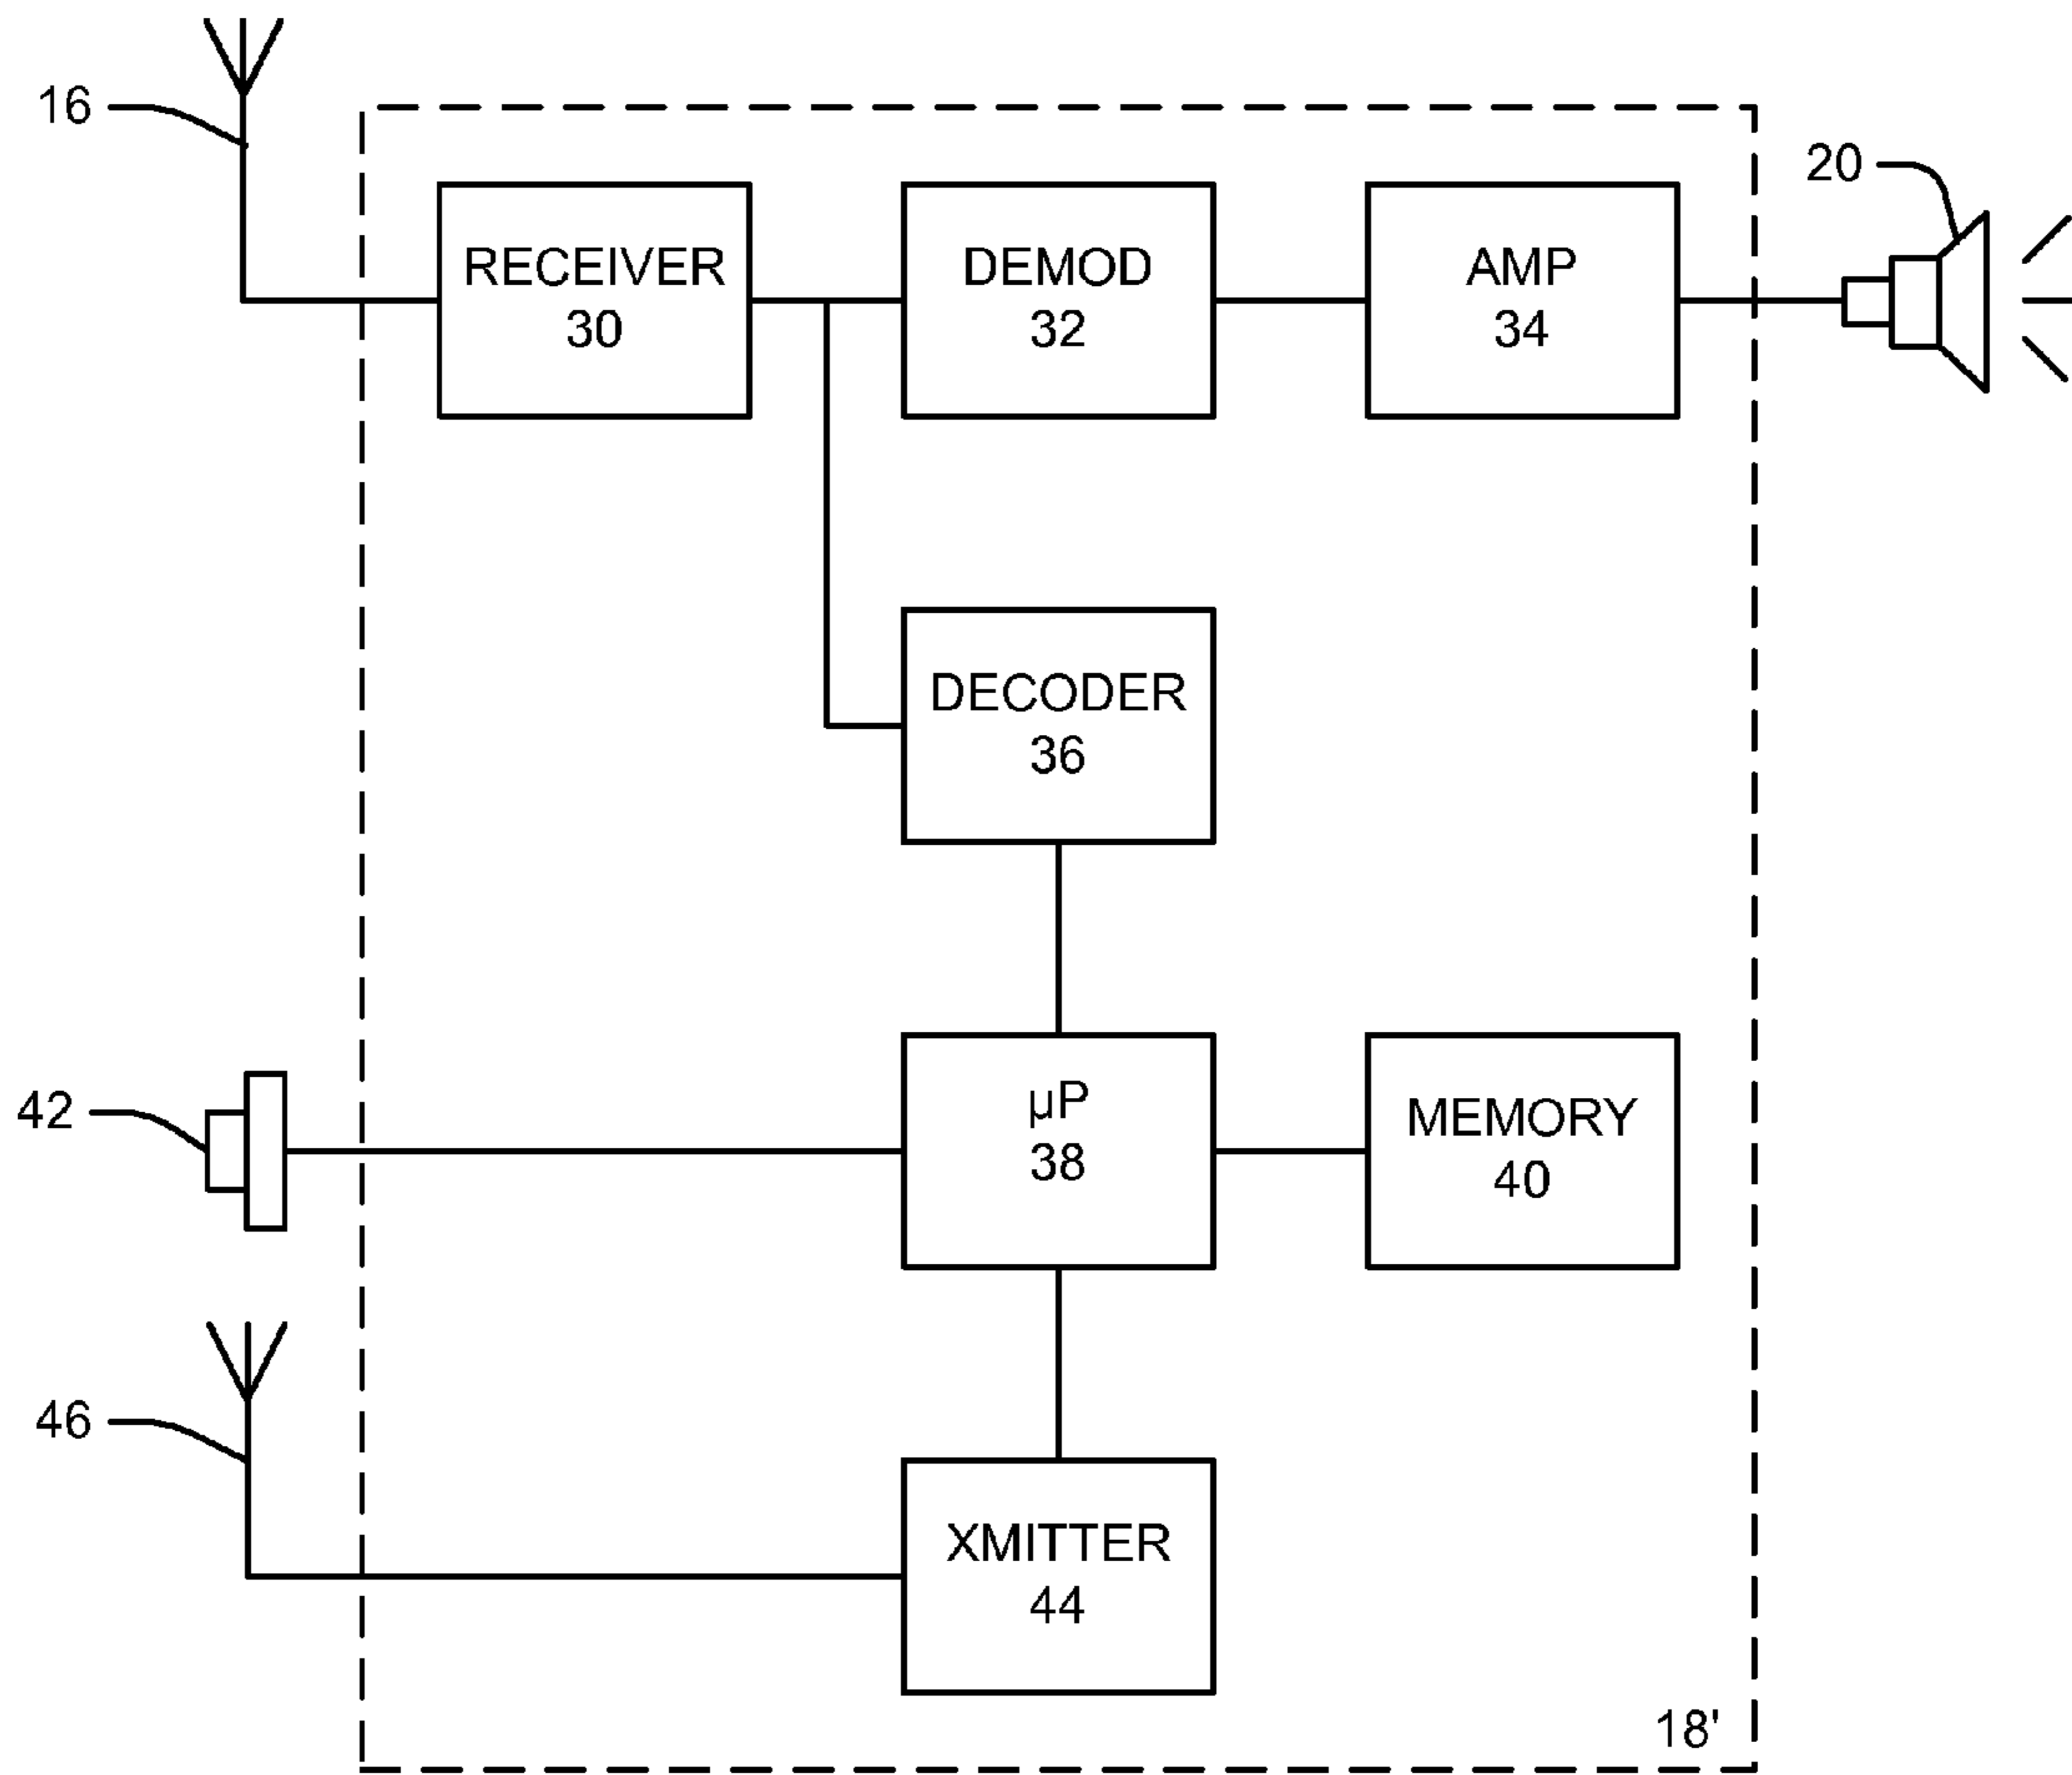 16
20
RECEIVER
30
DEMOD
32
AMP
34
DECODER
36
42
µP
38
MEMORY
40
46
XMITTER
44
18'